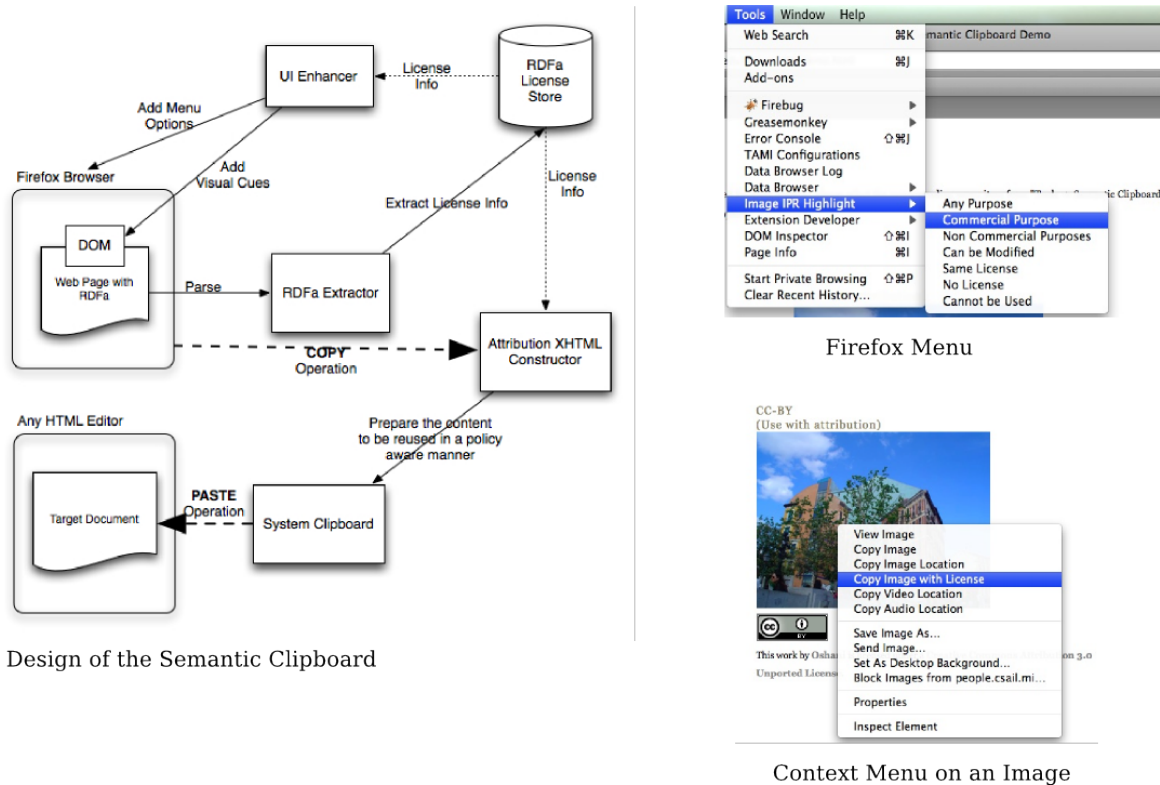 UI Enhancer
License
Info
RDFa
License
Store
Add Menu
Options
Add
Visual Cues
License
Info
Firefox Browser
Extract License Info
DOM
Web Page with
RDFa
Parse
RDFa Extractor
COPY
Operation
Attribution XHTML
Constructor
Any HTML Editor
Prepare the content
to be reused in a policy
aware manner
Target Document
PASTE
Operation
System Clipboard
Design of the Semantic Clipboard
Tools Window Help
Web Search ⌘K
Semantic Clipboard Demo
Downloads ⌘J
Add-ons
Firebug
Greasemonkey
Error Console ⇧⌘J
TAMI Configurations
Data Browser Log
Data Browser
Semantic Clipboard
Image IPR Highlight
Extension Developer
DOM Inspector ⇧⌘I
Page Info ⌘I
Start Private Browsing ⇧⌘P
Clear Recent History...
Any Purpose
Commercial Purpose
Non Commercial Purposes
Can be Modified
Same License
No License
Cannot be Used
Firefox Menu
CC-BY
(Use with attribution)
View Image
Copy Image
Copy Image Location
Copy Image with License
Copy Video Location
Copy Audio Location
Save Image As...
Send Image...
Set As Desktop Background...
Block Images from people.csail.mi...
Properties
Inspect Element
cc
BY
This work by
3.0
Unported
Context Menu on an Image